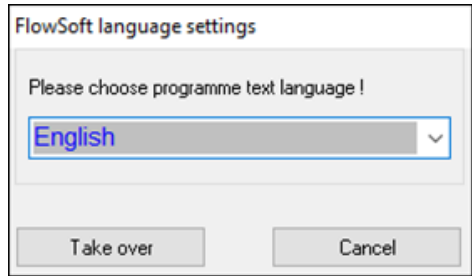 FlowSoft language settings
Please choose programme text language !
English
Take over
Cancel